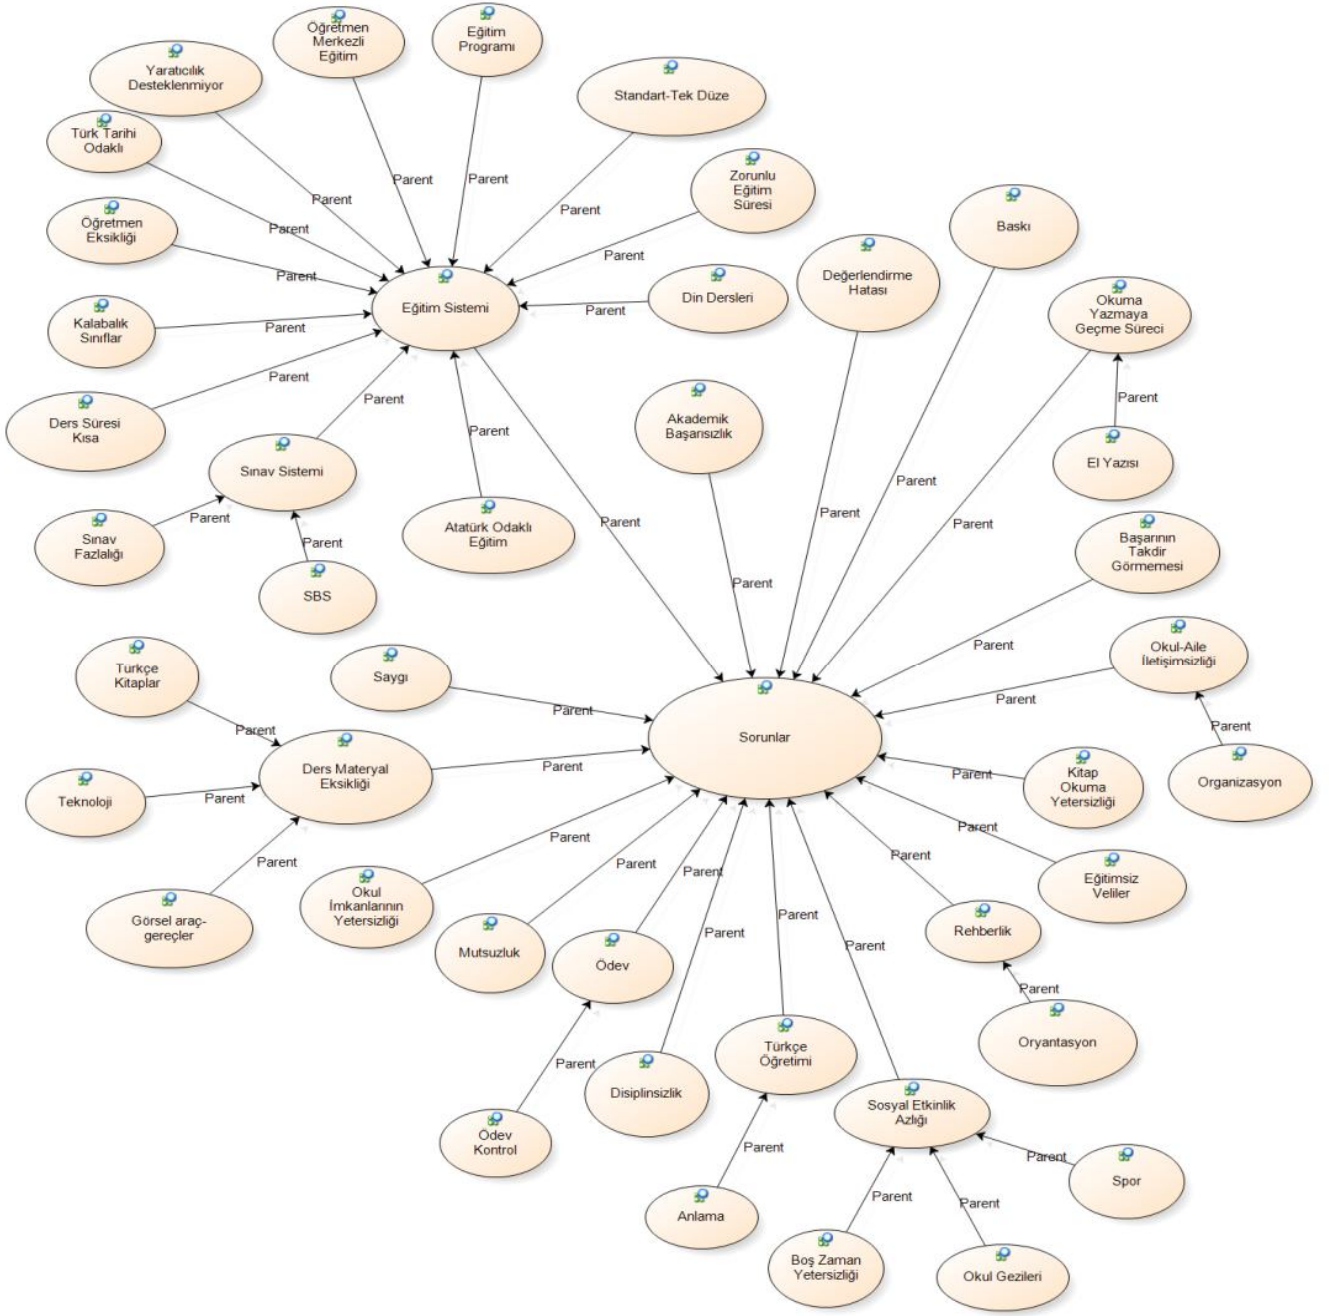 Öğretmen
Merkezli
Eğitim
Eğitim
Programı
Yaratıcılık
Desteklenmiyor
Standart-Tek Düze
Türk Tarihi
Odaklı
Parent
Parent
Zorunlu
Eğitim
Süresi
Parent
Parent
Öğretmen
Eksikliği
Parent
Baskı
Parent
Parent
Değerlendirme
Hatası
Eğitim Sistemi
Din Dersleri
Parent
Okuma
Yazmaya
Geçme Süreci
Kalabalık
Sınıflar
Parent
Parent
Parent
Parent
Parent
Ders Süresi
Kısa
Akademik
Başarısızlık
Parent
El Yazısı
Sınav Sistemi
Parent
Parent
Parent
Parent
Parent
Sınav
Fazlalığı
Atatürk Odaklı
Eğitim
Parent
Başarının
Takdir
Görmemesi
SBS
Parent
Türkçe
Kitaplar
Saygı
Parent
Okul-Aile
İletişimsizliği
Parent
Parent
Parent
Parent
Sorunlar
Ders Materyal
Eksikliği
Parent
Parent
Kitap
Okuma
Yetersizliği
Organizasyon
Teknoloji
Parent
Parent
Parent
Parent
Parent
Parent
Parent
Eğitimsiz
Veliler
Okul
İmkanlarının
Yetersizliği
Görsel araç-
gereçler
Parent
Parent
Parent
Rehberlik
Mutsuzluk
Ödev
Parent
Oryantasyon
Türkçe
Öğretimi
Parent
Disiplinsizlik
Sosyal Etkinlik
Azlığı
Ödev
Kontrol
Parent
Parent
Spor
Parent
Parent
Anlama
Boş Zaman
Yetersizliği
Okul Gezileri